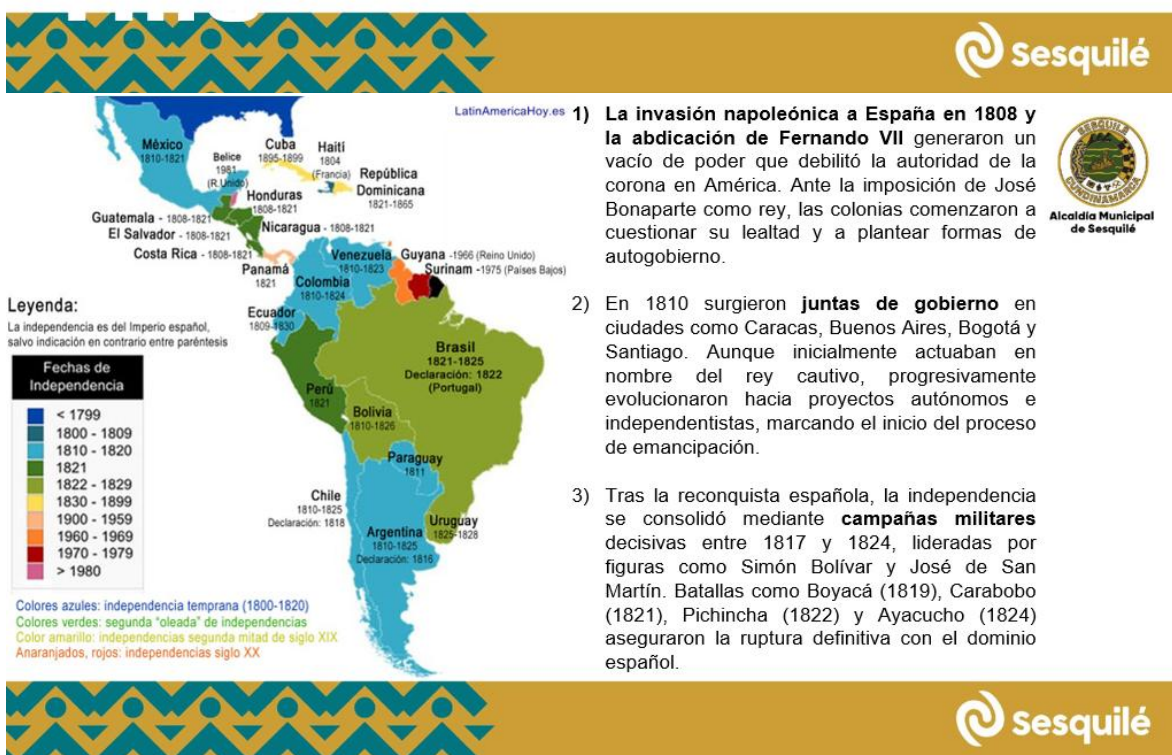 sesquilé
LatinAmericaHoy.es
México
1810-1821
Cuba
1895-1899
Haití
1804
(Francia)
Belice
1981
(R.Unido)
República
Dominicana
1821-1865
Honduras
1808-1821
Guatemala - 1808-1821
El Salvador - 1808-1821
Nicaragua - 1808-1821
Costa Rica - 1808-1821
Panamá
1821
Venezuela
1810-1823
Guyana -1966 (Reino Unido)
Surinam -1975 (Países Bajos)
Colombia
1810-1824
Ecuador
1809-1830
Brasil
1821-1825
Declaración: 1822
(Portugal)
Perú
1821
Bolivia
1810-1826
Paraguay
1811
Chile
1810-1825
Declaración: 1818
Argentina
1810-1825
Declaración: 1816
Uruguay
1825-1828
Leyenda:
La independencia es del Imperio español,
salvo indicación en contrario entre paréntesis
Fechas de
Independencia
< 1799
1800 - 1809
1810 - 1820
1821
1822 - 1829
1830 - 1899
1900 - 1959
1960 - 1969
1970 - 1979
> 1980
Colores azules: independencia temprana (1800-1820)
Colores verdes: segunda "oleada" de independencias
Color amarillo: independencias segunda mitad de siglo XIX
Anaranjados, rojos: independencias siglo XX
1) La invasión napoleónica a España en 1808 y
la abdicación de Fernando VII generaron un
vacío de poder que debilitó la autoridad de la
corona en América. Ante la imposición de José
Bonaparte como rey, las colonias comenzaron a
cuestionar su lealtad y a plantear formas de
autogobierno.
2) En 1810 surgieron juntas de gobierno en
ciudades como Caracas, Buenos Aires, Bogotá y
Santiago. Aunque inicialmente actuaban en
nombre del rey cautivo, progresivamente
evolucionaron hacia proyectos autónomos e
independentistas, marcando el inicio del proceso
de emancipación.
3) Tras la reconquista española, la independencia
se consolidó mediante campañas militares
decisivas entre 1817 y 1824, lideradas por
figuras como Simón Bolívar y José de San
Martín. Batallas como Boyacá (1819), Carabobo
(1821), Pichincha (1822) y Ayacucho (1824)
aseguraron la ruptura definitiva con el dominio
español.
SESQUILÉ
CUNDINAMARCA
Alcaldía Municipal
de Sesquilé
sesquilé